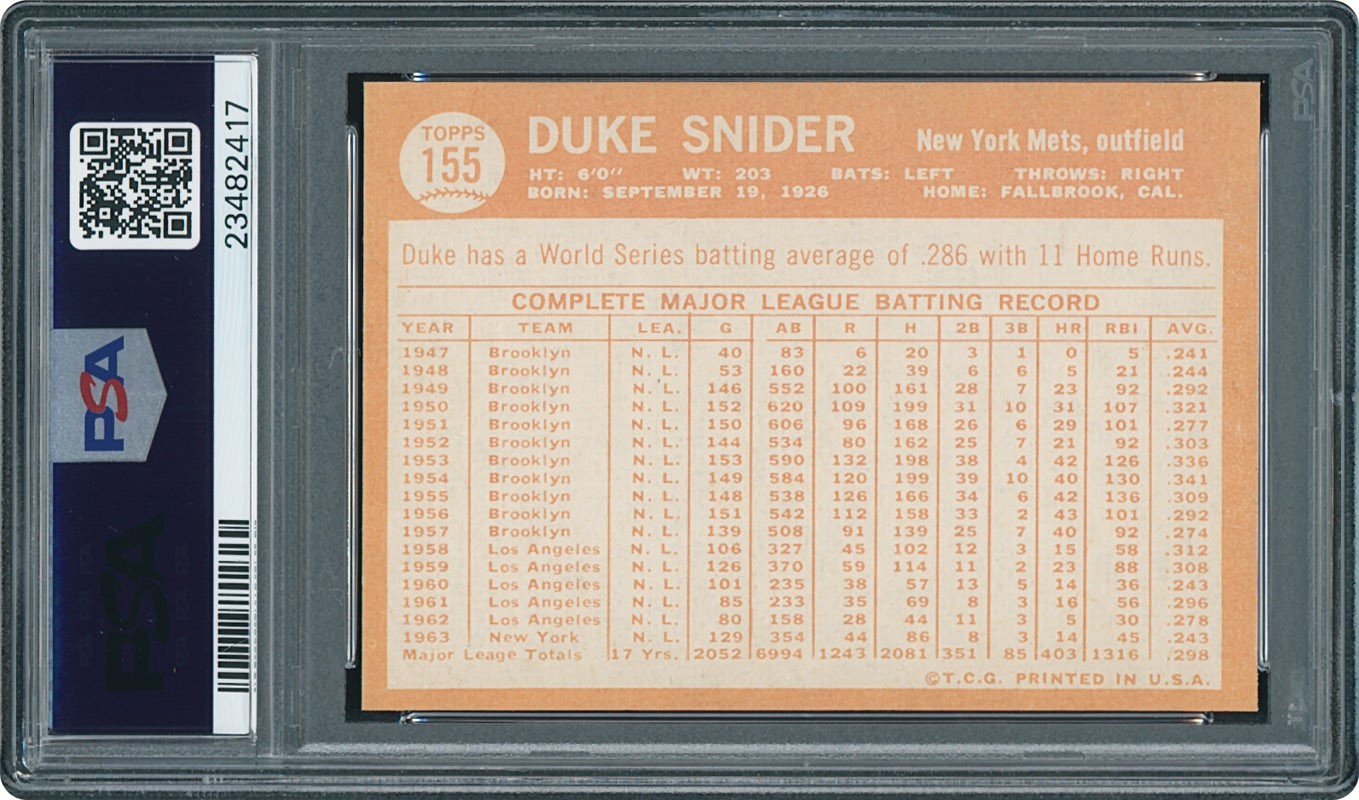 23482417
PSA
TOPPS
155
DUKE SNIDER
New York Mets, outfield
HT: 6'0" WT: 203 BATS: LEFT THROWS: RIGHT
BORN: SEPTEMBER 19, 1926 HOME: FALLBROOK, CAL.
Duke has a World Series batting average of .286 with 11 Home Runs.
COMPLETE MAJOR LEAGUE BATTING RECORD
YEAR TEAM LEA. G AB R H 2B 3B HR RBI AVG.
1947 Brooklyn N. L. 40 83 6 20 3 1 0 5 .241
1948 Brooklyn N. L. 53 160 22 39 6 6 5 21 .244
1949 Brooklyn N. L. 146 552 100 161 28 7 23 92 .292
1950 Brooklyn N. L. 152 620 109 199 31 10 31 107 .321
1951 Brooklyn N. L. 150 606 96 168 26 6 29 101 .277
1952 Brooklyn N. L. 144 534 80 162 25 7 21 92 .303
1953 Brooklyn N. L. 153 590 132 198 38 4 42 126 .336
1954 Brooklyn N. L. 149 584 120 199 39 10 40 130 .341
1955 Brooklyn N. L. 148 538 126 166 34 6 42 136 .309
1956 Brooklyn N. L. 151 542 112 158 33 2 43 101 .292
1957 Brooklyn N. L. 139 508 91 139 25 7 40 92 .274
1958 Los Angeles N. L. 106 327 45 102 12 3 15 58 .312
1959 Los Angeles N. L. 126 370 59 114 11 2 23 88 .308
1960 Los Angeles N. L. 101 235 38 57 13 5 14 36 .243
1961 Los Angeles N. L. 85 233 35 69 8 3 16 56 .296
1962 Los Angeles N. L. 80 158 28 44 11 3 5 30 .278
1963 New York N. L. 129 354 44 86 8 3 14 45 .243
Major League Totals 17 Yrs. 2052 6994 1243 2081 351 85 403 1316 .298
©T.C.G. PRINTED IN U.S.A.
PSA
PSA